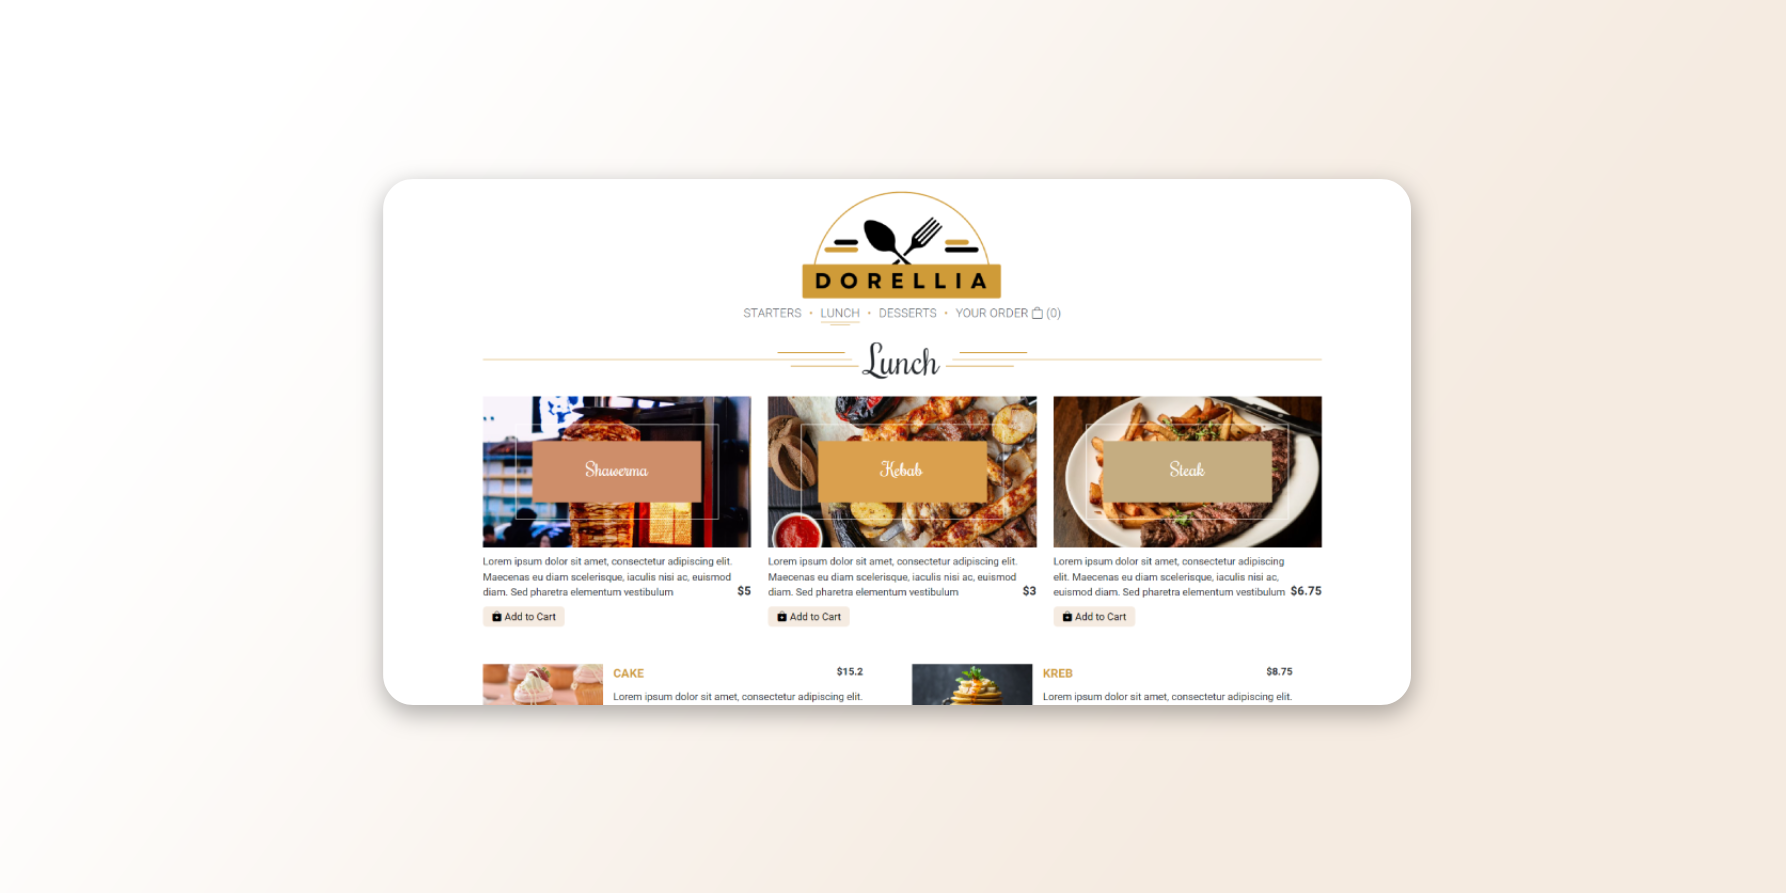 DORELLIA
STARTERS • LUNCH • DESSERTS • YOUR ORDER (0)
Lunch
Shawerma
Kebab
Steak
Lorem ipsum dolor sit amet, consectetur adipiscing elit.
Maecenas eu diam scelerisque, iaculis nisi ac, euismod
diam. Sed pharetra elementum vestibulum
$5
Add to Cart
Lorem ipsum dolor sit amet, consectetur adipiscing elit.
Maecenas eu diam scelerisque, iaculis nisi ac, euismod
diam. Sed pharetra elementum vestibulum
$3
Add to Cart
Lorem ipsum dolor sit amet, consectetur adipiscing
elit. Maecenas eu diam scelerisque, iaculis nisi ac,
euismod diam. Sed pharetra elementum vestibulum
$6.75
Add to Cart
CAKE
$15.2
Lorem ipsum dolor sit amet, consectetur adipiscing elit.
KREB
$8.75
Lorem ipsum dolor sit amet, consectetur adipiscing elit.